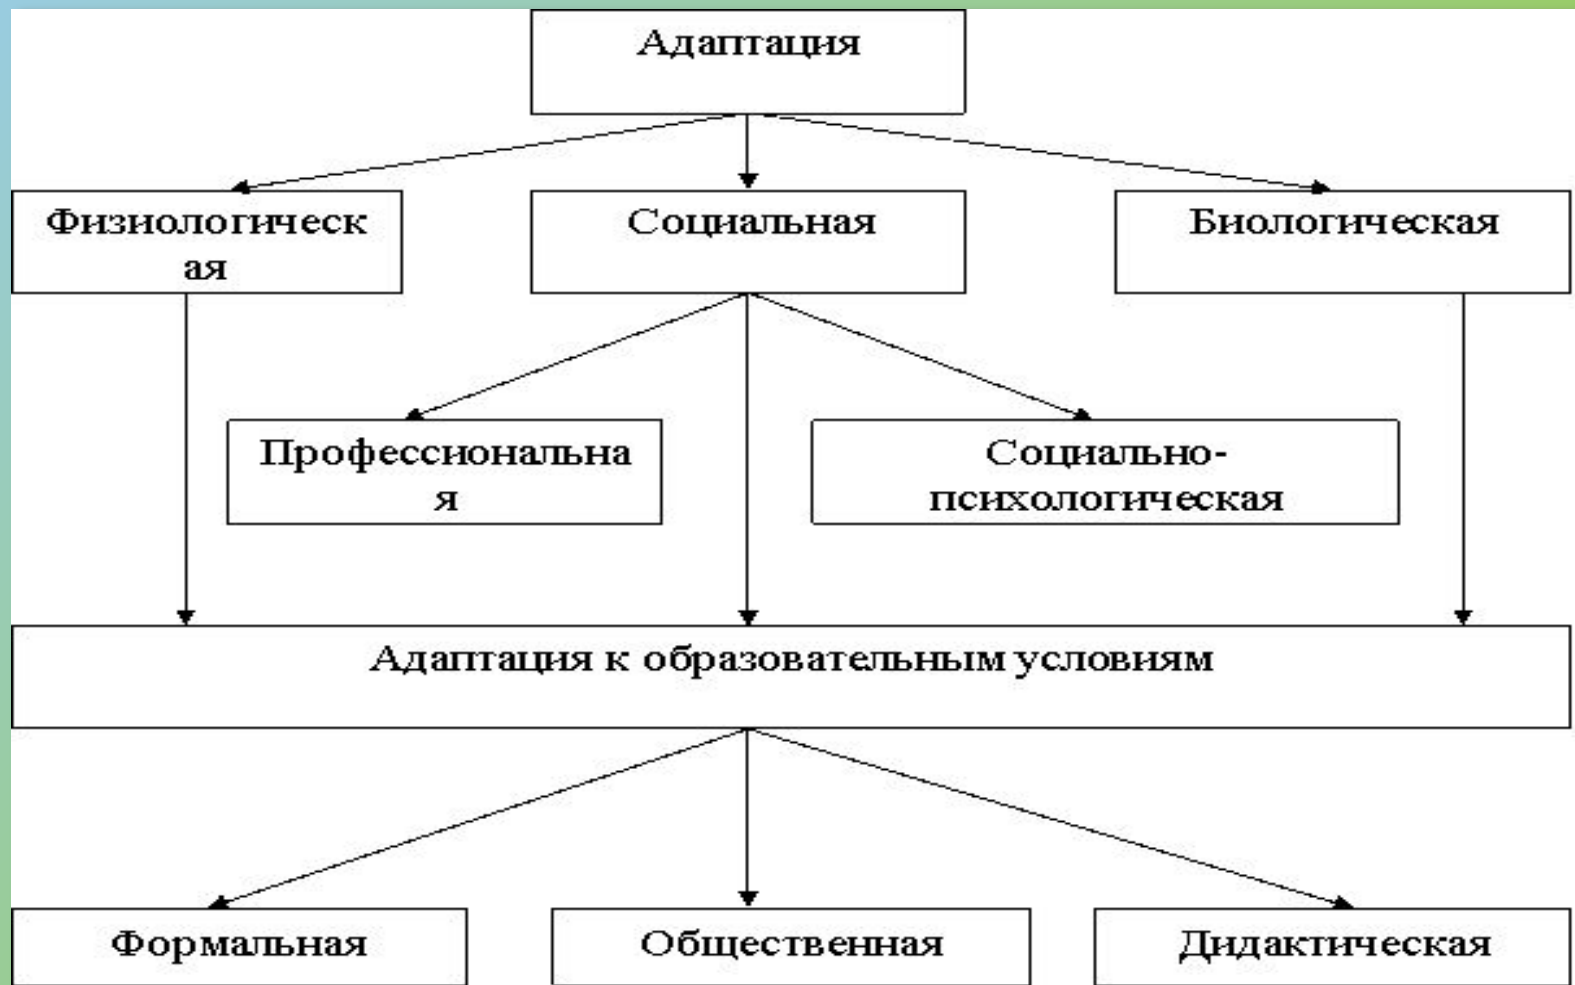 Адаптация
Физиологическ
ая
Социальная
Биологическая
Профессиональна
я
Социально-
психологическая
Адаптация к образовательным условиям
Формальная
Общественная
Дидактическая